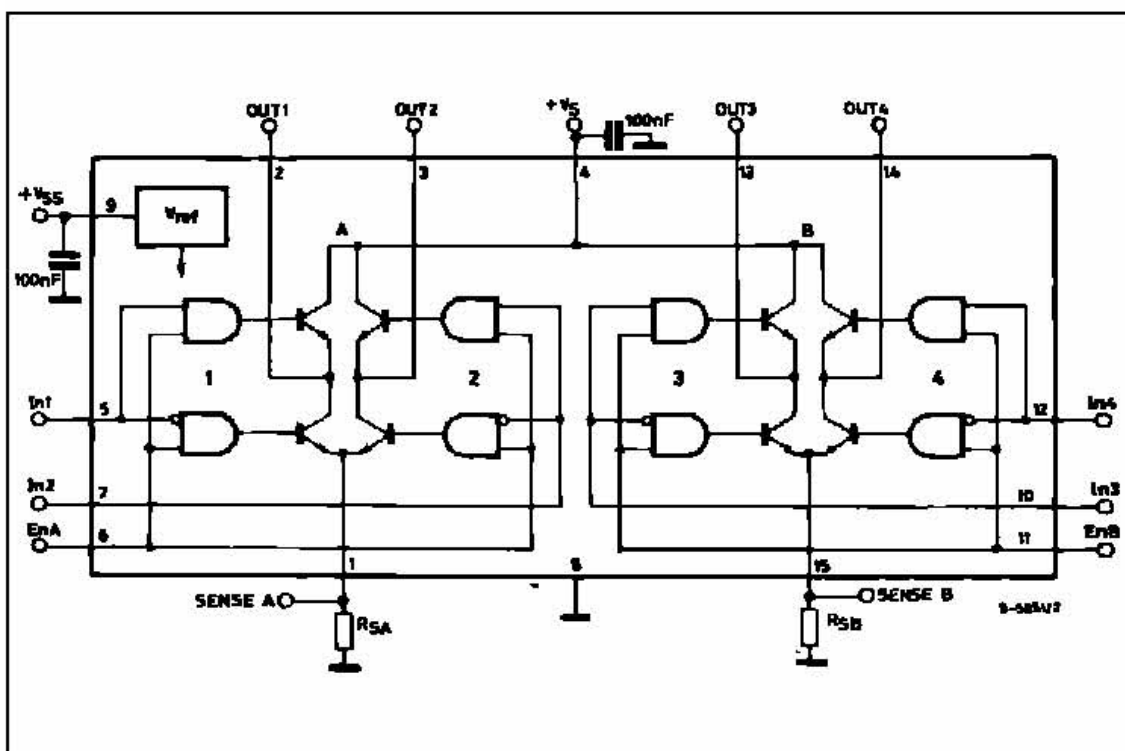 OUT1
OUT2
+VS
100nF
OUT3
OUT4
2
3
4
13
14
+VSS
9
Vref
A
B
100nF
1
2
3
4
In1
5
12
In4
In2
7
10
In3
EnA
6
11
EnB
1
8
15
SENSE A
SENSE B
RSA
RSB